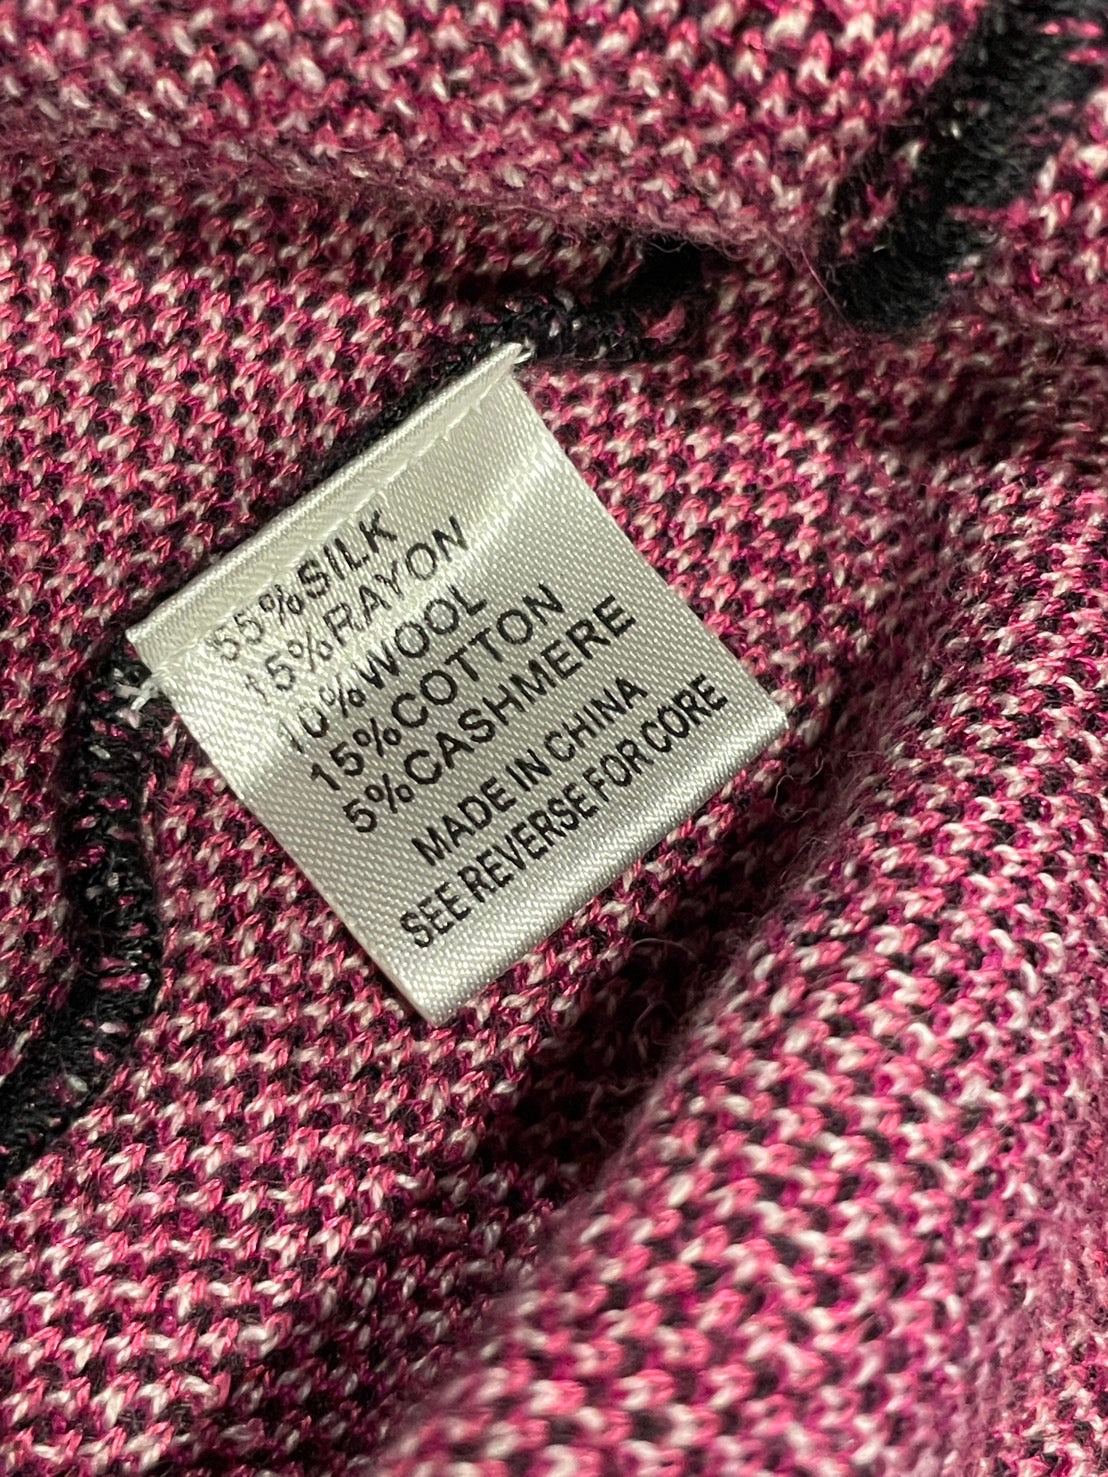 55%SILK
15%RAYON
10%WOOL
15%COTTON
5%CASHMERE
MADE IN CHINA
SEE REVERSE FOR CORE